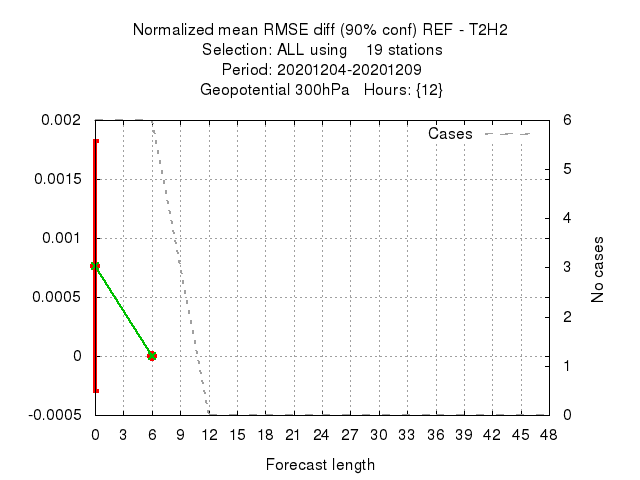 Normalized mean RMSE diff (90% conf) REF - T2H2
Selection: ALL using 19 stations
Period: 20201204-20201209
Geopotential 300hPa Hours: {12}
Cases
0.002
0.0015
0.001
0.0005
0
-0.0005
6
5
4
3
2
1
0
No cases
0 3 6 9 12 15 18 21 24 27 30 33 36 39 42 45 48
Forecast length